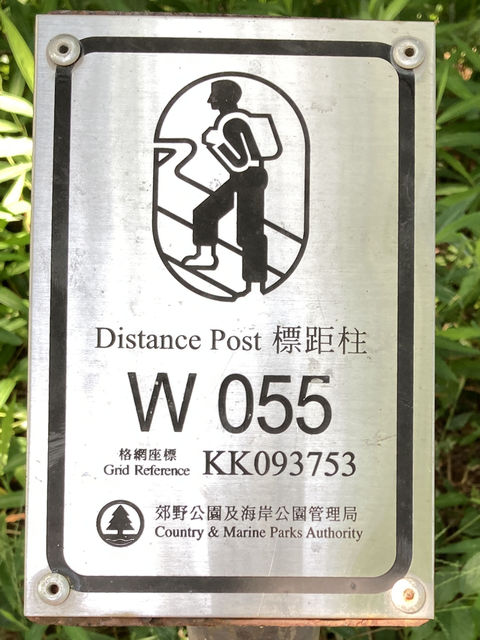 Distance Post 標距柱
W 055
格網座標
Grid Reference KK093753
郊野公園及海岸公園管理局
Country & Marine Parks Authority